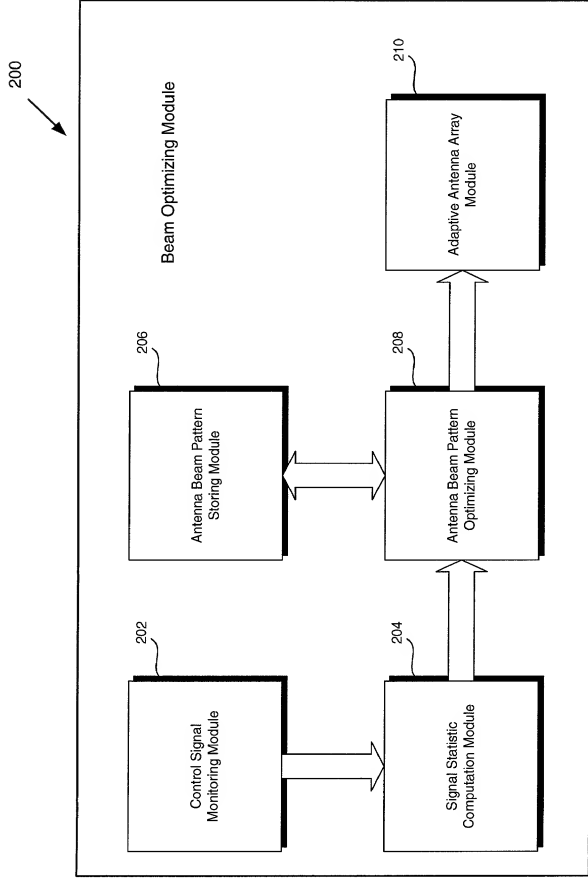 200
Beam Optimizing Module
202
Control Signal
Monitoring Module
206
Antenna Beam Pattern
Storing Module
204
Signal Statistic
Computation Module
208
Antenna Beam Pattern
Optimizing Module
210
Adaptive Antenna Array
Module